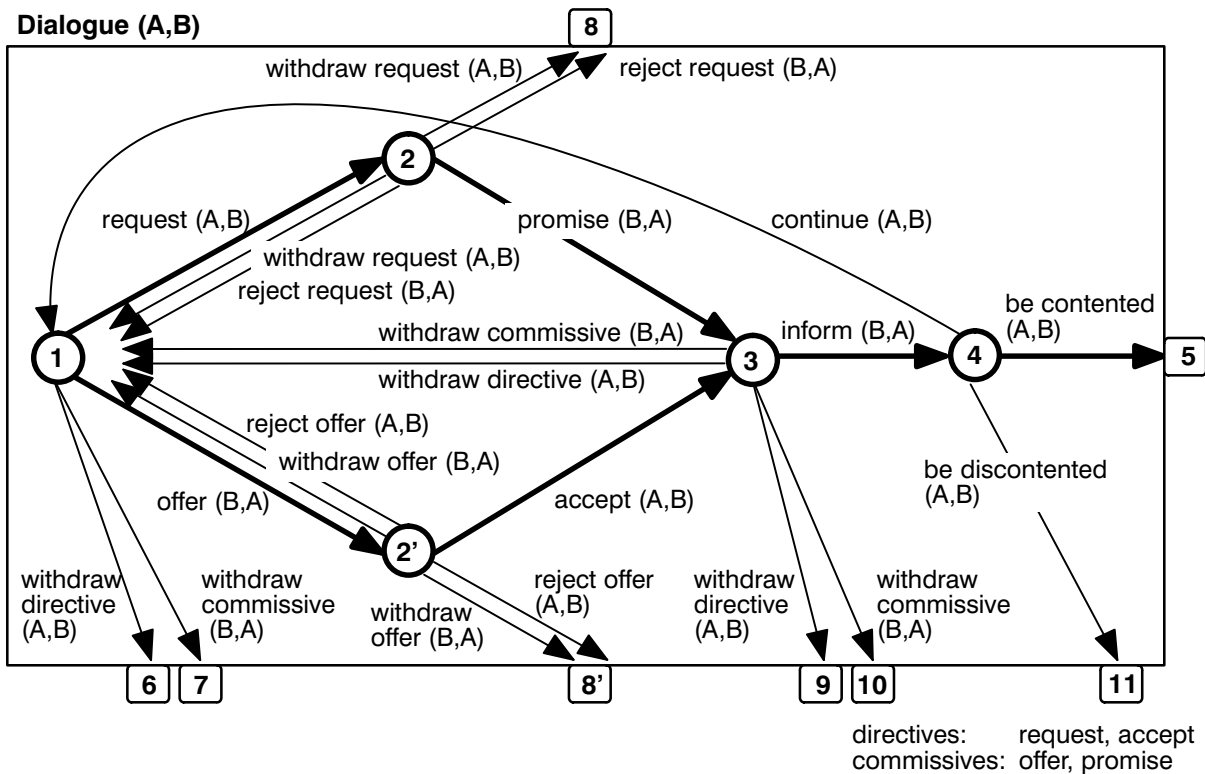 Dialogue (A,B)
8
withdraw request (A,B)
reject request (B,A)
2
request (A,B)
promise (B,A)
continue (A,B)
withdraw request (A,B)
reject request (B,A)
be contented
(A,B)
withdraw commissive (B,A)
inform (B,A)
1
3
4
5
withdraw directive (A,B)
reject offer (A,B)
withdraw offer (B,A)
offer (B,A)
accept (A,B)
be discontented
(A,B)
2'
withdraw
directive
(A,B)
withdraw
commissive
(B,A)
withdraw
offer (B,A)
reject offer
(A,B)
withdraw
directive
(A,B)
withdraw
commissive
(B,A)
6
7
8'
9
10
11
directives: request, accept
commissives: offer, promise